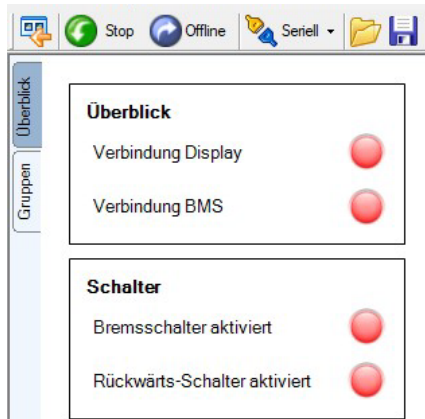 Stop Offline Seriell
Überblick
Gruppen
Überblick
Verbindung Display
Verbindung BMS
Schalter
Bremsschalter aktiviert
Rückwärts-Schalter aktiviert